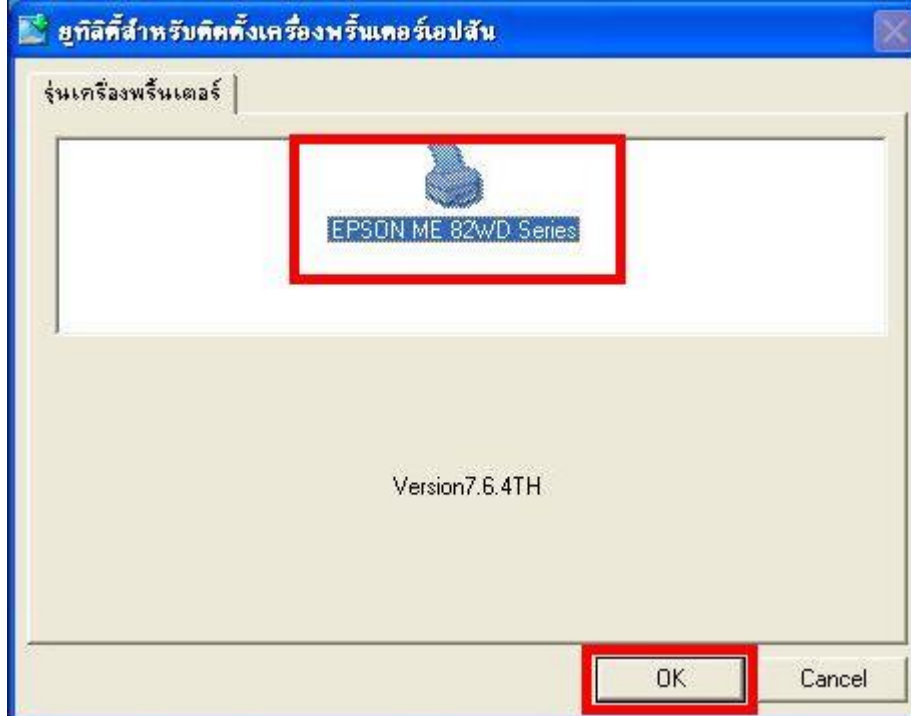 ยูทิลิตี้สำหรับติดตั้งเครื่องพริ้นเตอร์เอปสัน
รุ่นเครื่องพริ้นเตอร์
EPSON ME 82WD Series
Version7.6.4TH
OK
Cancel